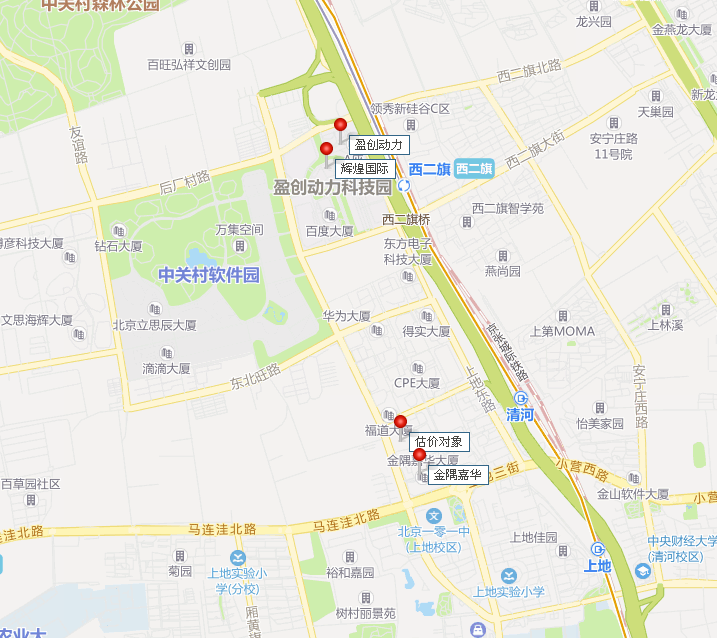 中关村森林公园
龙兴园
金燕龙大厦
百旺弘祥文创园
西二旗北路
新龙大
领秀新硅谷C区
天巢园
友谊路
盈创动力
安宁庄路
11号院
西二旗大街
辉煌国际
西二旗
西二旗
后厂村路
盈创动力科技园
西二旗智学苑
西二旗桥
百度大厦
万集空间
钻石大厦
博彦科技大厦
东方电子
科技大厦
燕尚园
中关村软件园
华为大厦
上林溪
文思海辉大厦
北京立思辰大厦
得实大厦
上第MOMA
京张城际铁路
滴滴大厦
东北旺路
CPE大厦
上地东路
安宁庄西路
清河
怡美家园
福道大厦
估价对象
金隅嘉华大厦
金隅嘉华
三街
小营西路
百草园社区
金山软件大厦
小营
马连洼北路
马连洼北路
北京一零一中
(上地校区)
上地佳园
中央财经大学
(清河校区)
菊园
上地实验小
学(分校)
裕和嘉园
上地
上地实验小学
树村丽景苑
厢黄旗
农业大